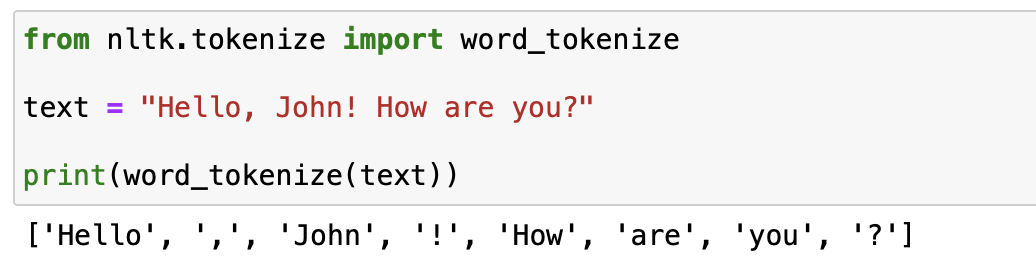 from nltk.tokenize import word_tokenize
text = "Hello, John! How are you?"
print(word_tokenize(text))
['Hello', ',', 'John', '!', 'How', 'are', 'you', '?']